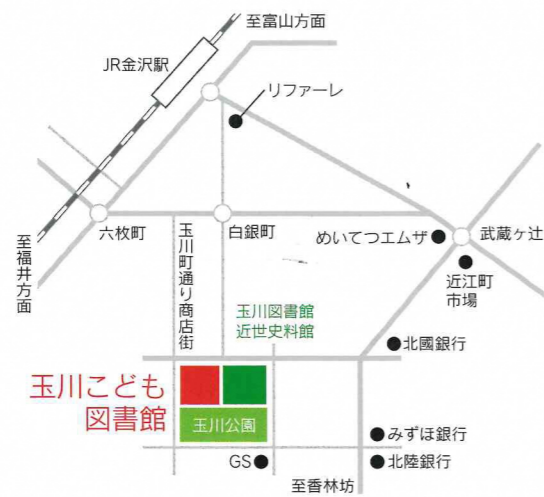 至富山方面
JR金沢駅
リファーレ
六枚町
白銀町
めいてつエムザ
武蔵ヶ辻
至福井方面
玉川町通り商店街
近江町
市場
玉川図書館
近世史料館
北國銀行
玉川こども
図書館
玉川公園
みずほ銀行
GS
北陸銀行
至香林坊